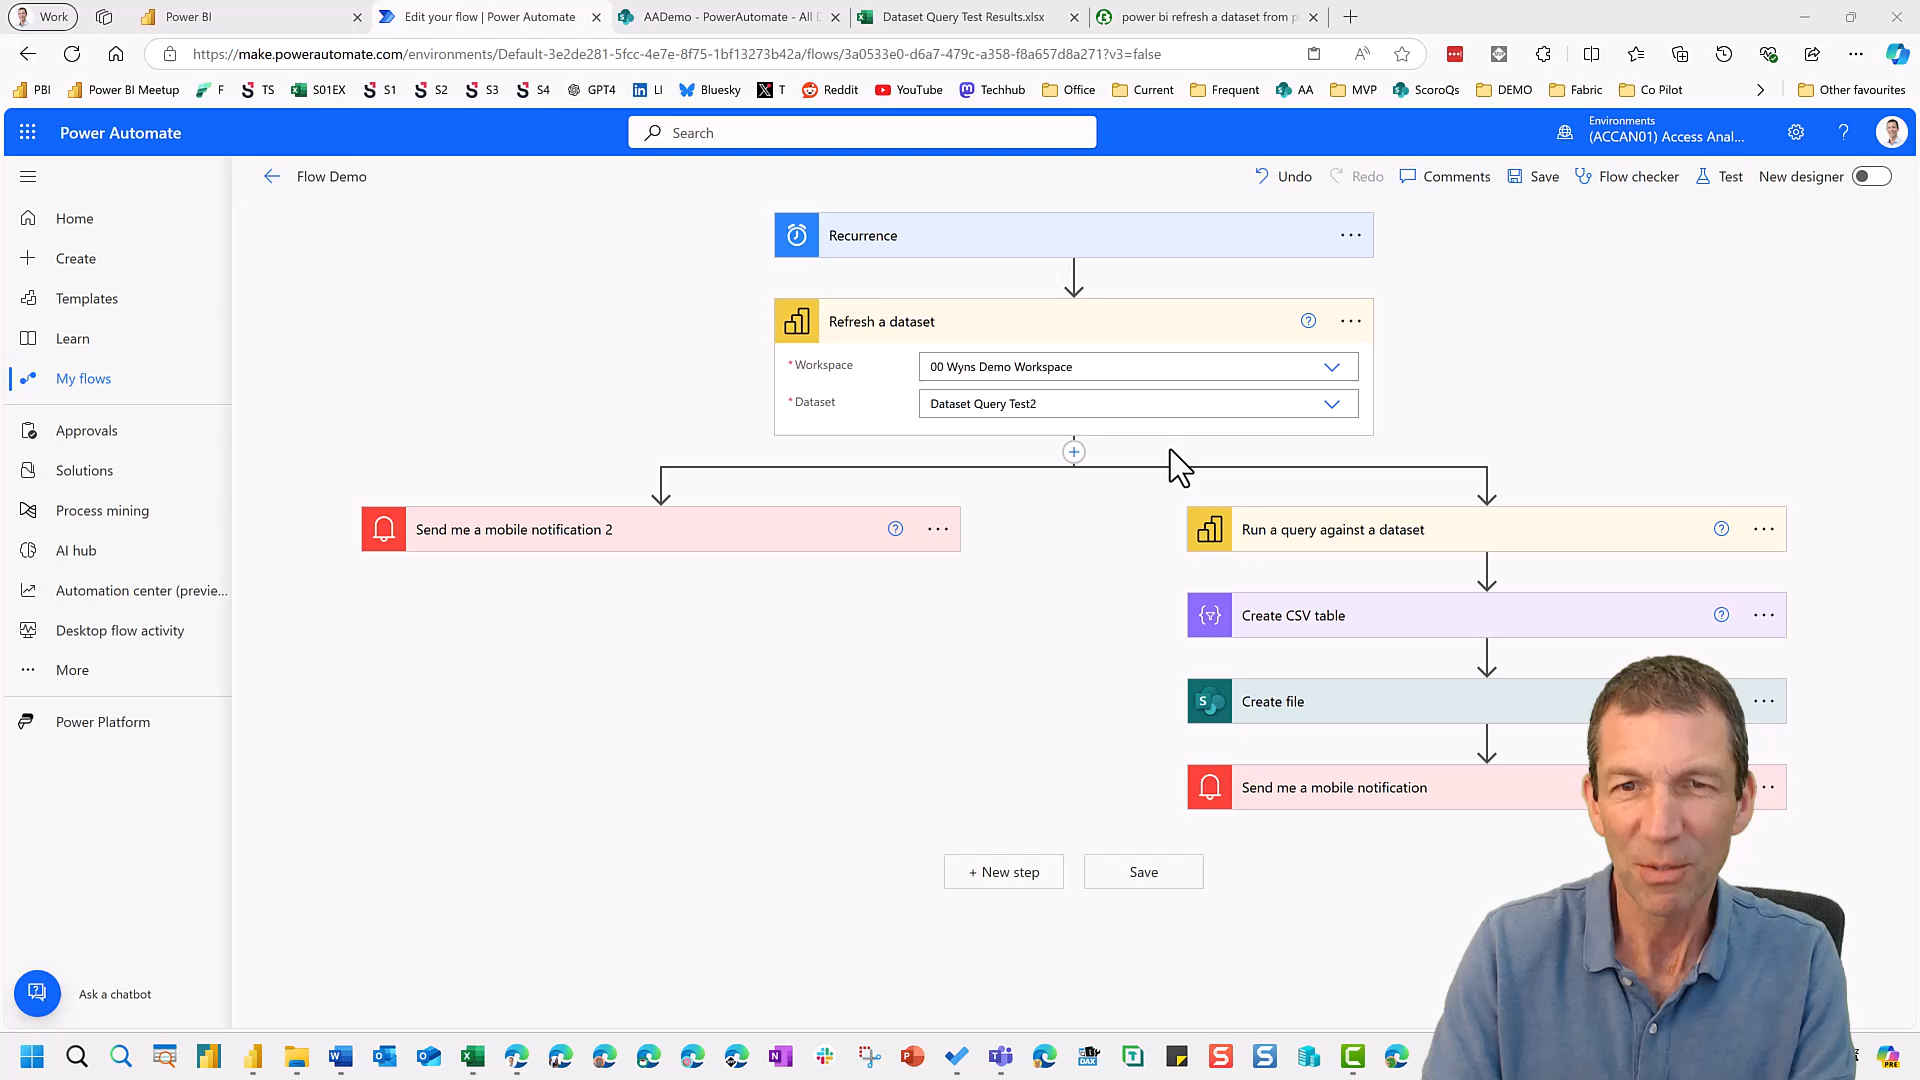 Work
Power BI
Edit your flow | Power Automate
AADemo - PowerAutomate - All D
Dataset Query Test Results.xlsx
power bi refresh a dataset from p
https://make.powerautomate.com/environments/Default-3e2de281-5fcc-4e7e-8f75-1bf13273b42a/flows/3a0533e0-d6a7-479c-a358-f8a657d8a271?v3=false
PBI
Power BI Meetup
F
TS
S01EX
S1
S2
S3
S4
GPT4
LI
Bluesky
T
Reddit
YouTube
Techhub
Office
Current
Frequent
AA
MVP
ScoroQs
DEMO
Fabric
Co Pilot
Other favourites
Power Automate
Search
Environments
(ACCAN01) Access Anal...
Flow Demo
Undo
Redo
Comments
Save
Flow checker
Test
New designer
Home
Create
Templates
Learn
My flows
Approvals
Solutions
Process mining
AI hub
Automation center (previe...
Desktop flow activity
More
Power Platform
Ask a chatbot
Recurrence
Refresh a dataset
* Workspace
00 Wyns Demo Workspace
* Dataset
Dataset Query Test2
Send me a mobile notification 2
Run a query against a dataset
Create CSV table
Create file
Send me a mobile notification
+ New step
Save